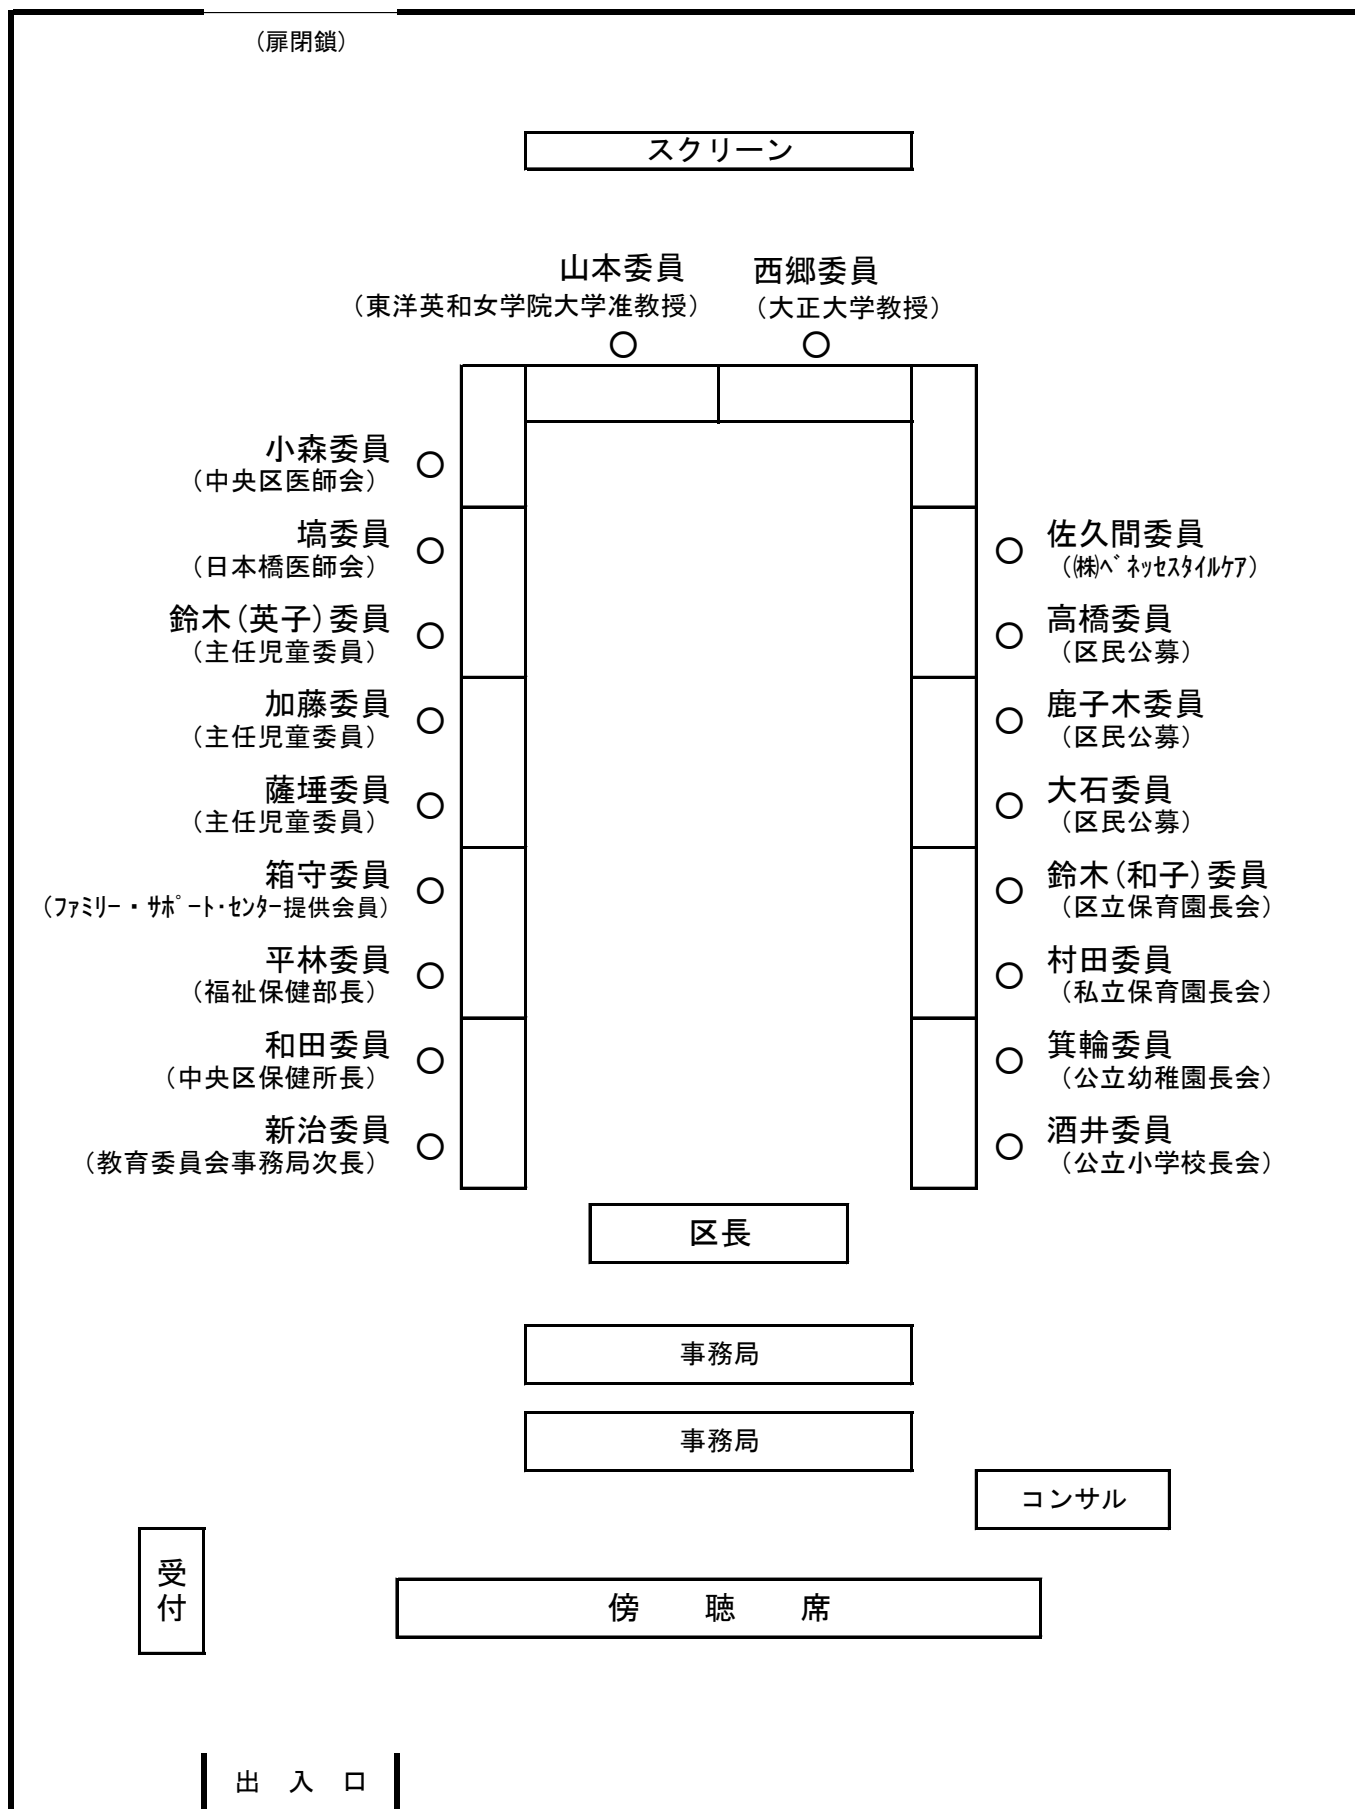 (扉閉鎖)
スクリーン
山本委員
(東洋英和女学院大学准教授)
西郷委員
(大正大学教授)
小森委員
(中央区医師会)
塙委員
(日本橋医師会)
鈴木(英子)委員
(主任児童委員)
加藤委員
(主任児童委員)
薩埵委員
(主任児童委員)
箱守委員
(ﾌｧﾐﾘｰ・ｻﾎﾟｰﾄ･ｾﾝﾀｰ提供会員)
平林委員
(福祉保健部長)
和田委員
(中央区保健所長)
新治委員
(教育委員会事務局次長)
佐久間委員
(㈱ﾍﾞﾈｯｾｽﾀｲﾙｹｱ)
高橋委員
(区民公募)
鹿子木委員
(区民公募)
大石委員
(区民公募)
鈴木(和子)委員
(区立保育園長会)
村田委員
(私立保育園長会)
箕輪委員
(公立幼稚園長会)
酒井委員
(公立小学校長会)
区長
事務局
事務局
コンサル
受付
傍　聴　席
出　入　口